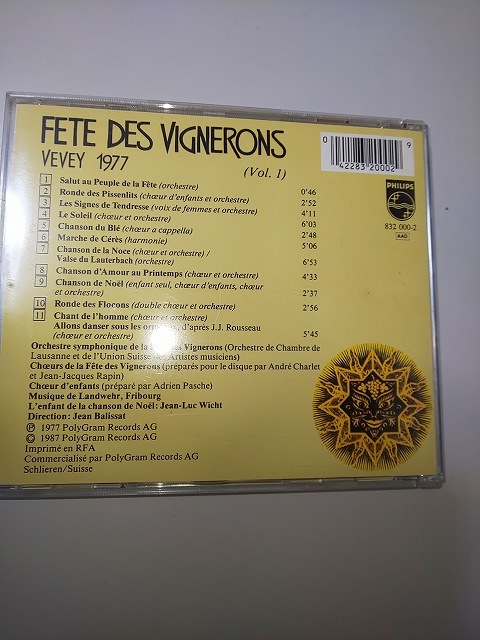 FETE DES VIGNERONS
VEVEY 1977
(Vol. 1)
0 42283 20002 9
PHILIPS
832 000-2
AAD
1 Salut au Peuple de la Fête (orchestre) 0'46
2 Ronde des Pissenlits (chœur d'enfants et orchestre) 2'52
3 Les Signes de Tendresse (voix de femmes et orchestre) 4'11
4 Le Soleil (chœur et orchestre) 6'03
5 Chanson du Blé (chœur a cappella) 2'48
6 Marche de Cérès (harmonie) 5'06
7 Chanson de la Noce (chœur et orchestre) /
Valse du Lauterbach (orchestre) 6'53
8 Chanson d'Amour au Printemps (chœur et orchestre) 4'33
9 Chanson de Noël (enfant seul, chœur d'enfants, chœur
et orchestre) 2'37
10 Ronde des Flocons (double chœur et orchestre) 2'56
11 Chant de l'homme (chœur et orchestre)
Allons danser sous les d'après J.J. Rousseau
(chœur et orchestre) 5'45
Orchestre symphonique de la Vignerons (Orchestre de Chambre de
Lausanne et de l'Union Suisse des Artistes musiciens)
Chœurs de la Fête des Vignerons (préparés pour le disque par André Charlet
et Jean-Jacques Rapin)
Chœur d'enfants (préparé par Adrien Pasche)
Musique de Landwehr, Fribourg
L'enfant de la chanson de Noël: Jean-Luc Wicht
Direction: Jean Balissat
Ⓟ 1977 PolyGram Records AG
© 1987 PolyGram Records AG
Imprimé en RFA
Commercialisé par PolyGram Records AG
Schlieren/Suisse